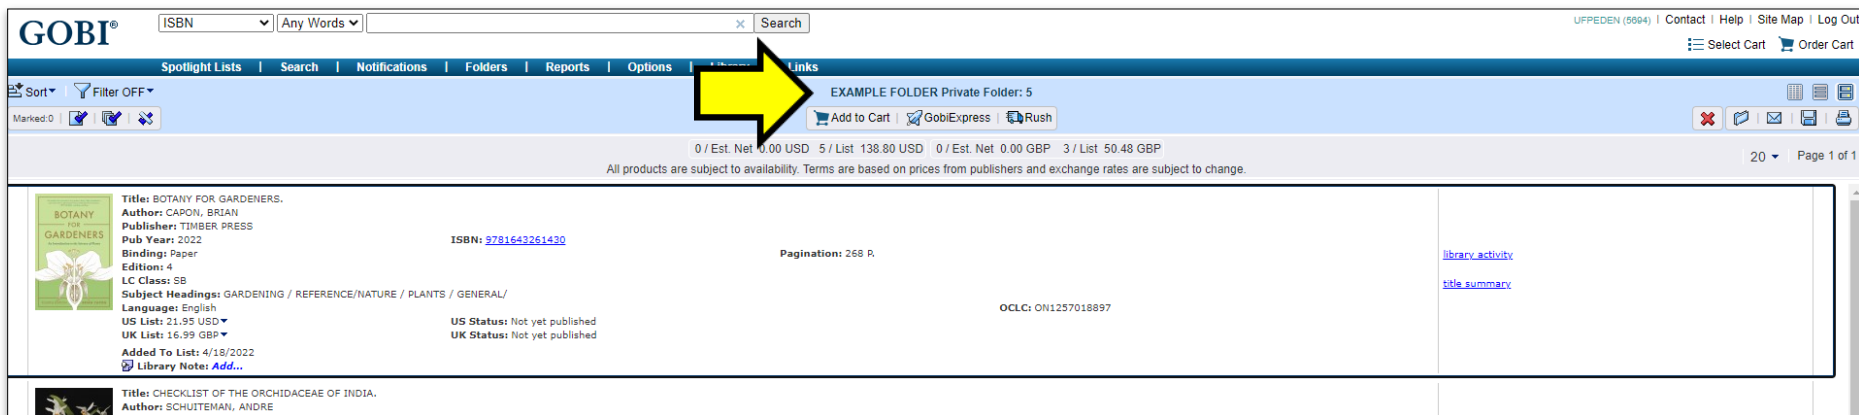 GOBI®
ISBN Any Words × Search
UFPEDEN (5694) | Contact | Help | Site Map | Log Out
Select Cart Order Cart
Spotlight Lists | Search | Notifications | Folders | Reports | Options | Links
Sort Filter OFF
EXAMPLE FOLDER Private Folder: 5
Marked:0
Add to Cart | GobiExpress | Rush
0 / Est. Net 0.00 USD 5 / List 138.80 USD 0 / Est. Net 0.00 GBP 3 / List 50.48 GBP
20 Page 1 of 1
All products are subject to availability. Terms are based on prices from publishers and exchange rates are subject to change.
BOTANY
FOR
GARDENERS
Title: BOTANY FOR GARDENERS.
Author: CAPON, BRIAN
Publisher: TIMBER PRESS
Pub Year: 2022 ISBN: 9781643261430
Binding: Paper Pagination: 268 P. library activity
Edition: 4
LC Class: SB
title summary
Subject Headings: GARDENING / REFERENCE/NATURE / PLANTS / GENERAL/
Language: English OCLC: ON1257018897
US List: 21.95 USD US Status: Not yet published
UK List: 16.99 GBP UK Status: Not yet published
Added To List: 4/18/2022
Library Note: Add...
Title: CHECKLIST OF THE ORCHIDACEAE OF INDIA.
Author: SCHUITEMAN, ANDRE